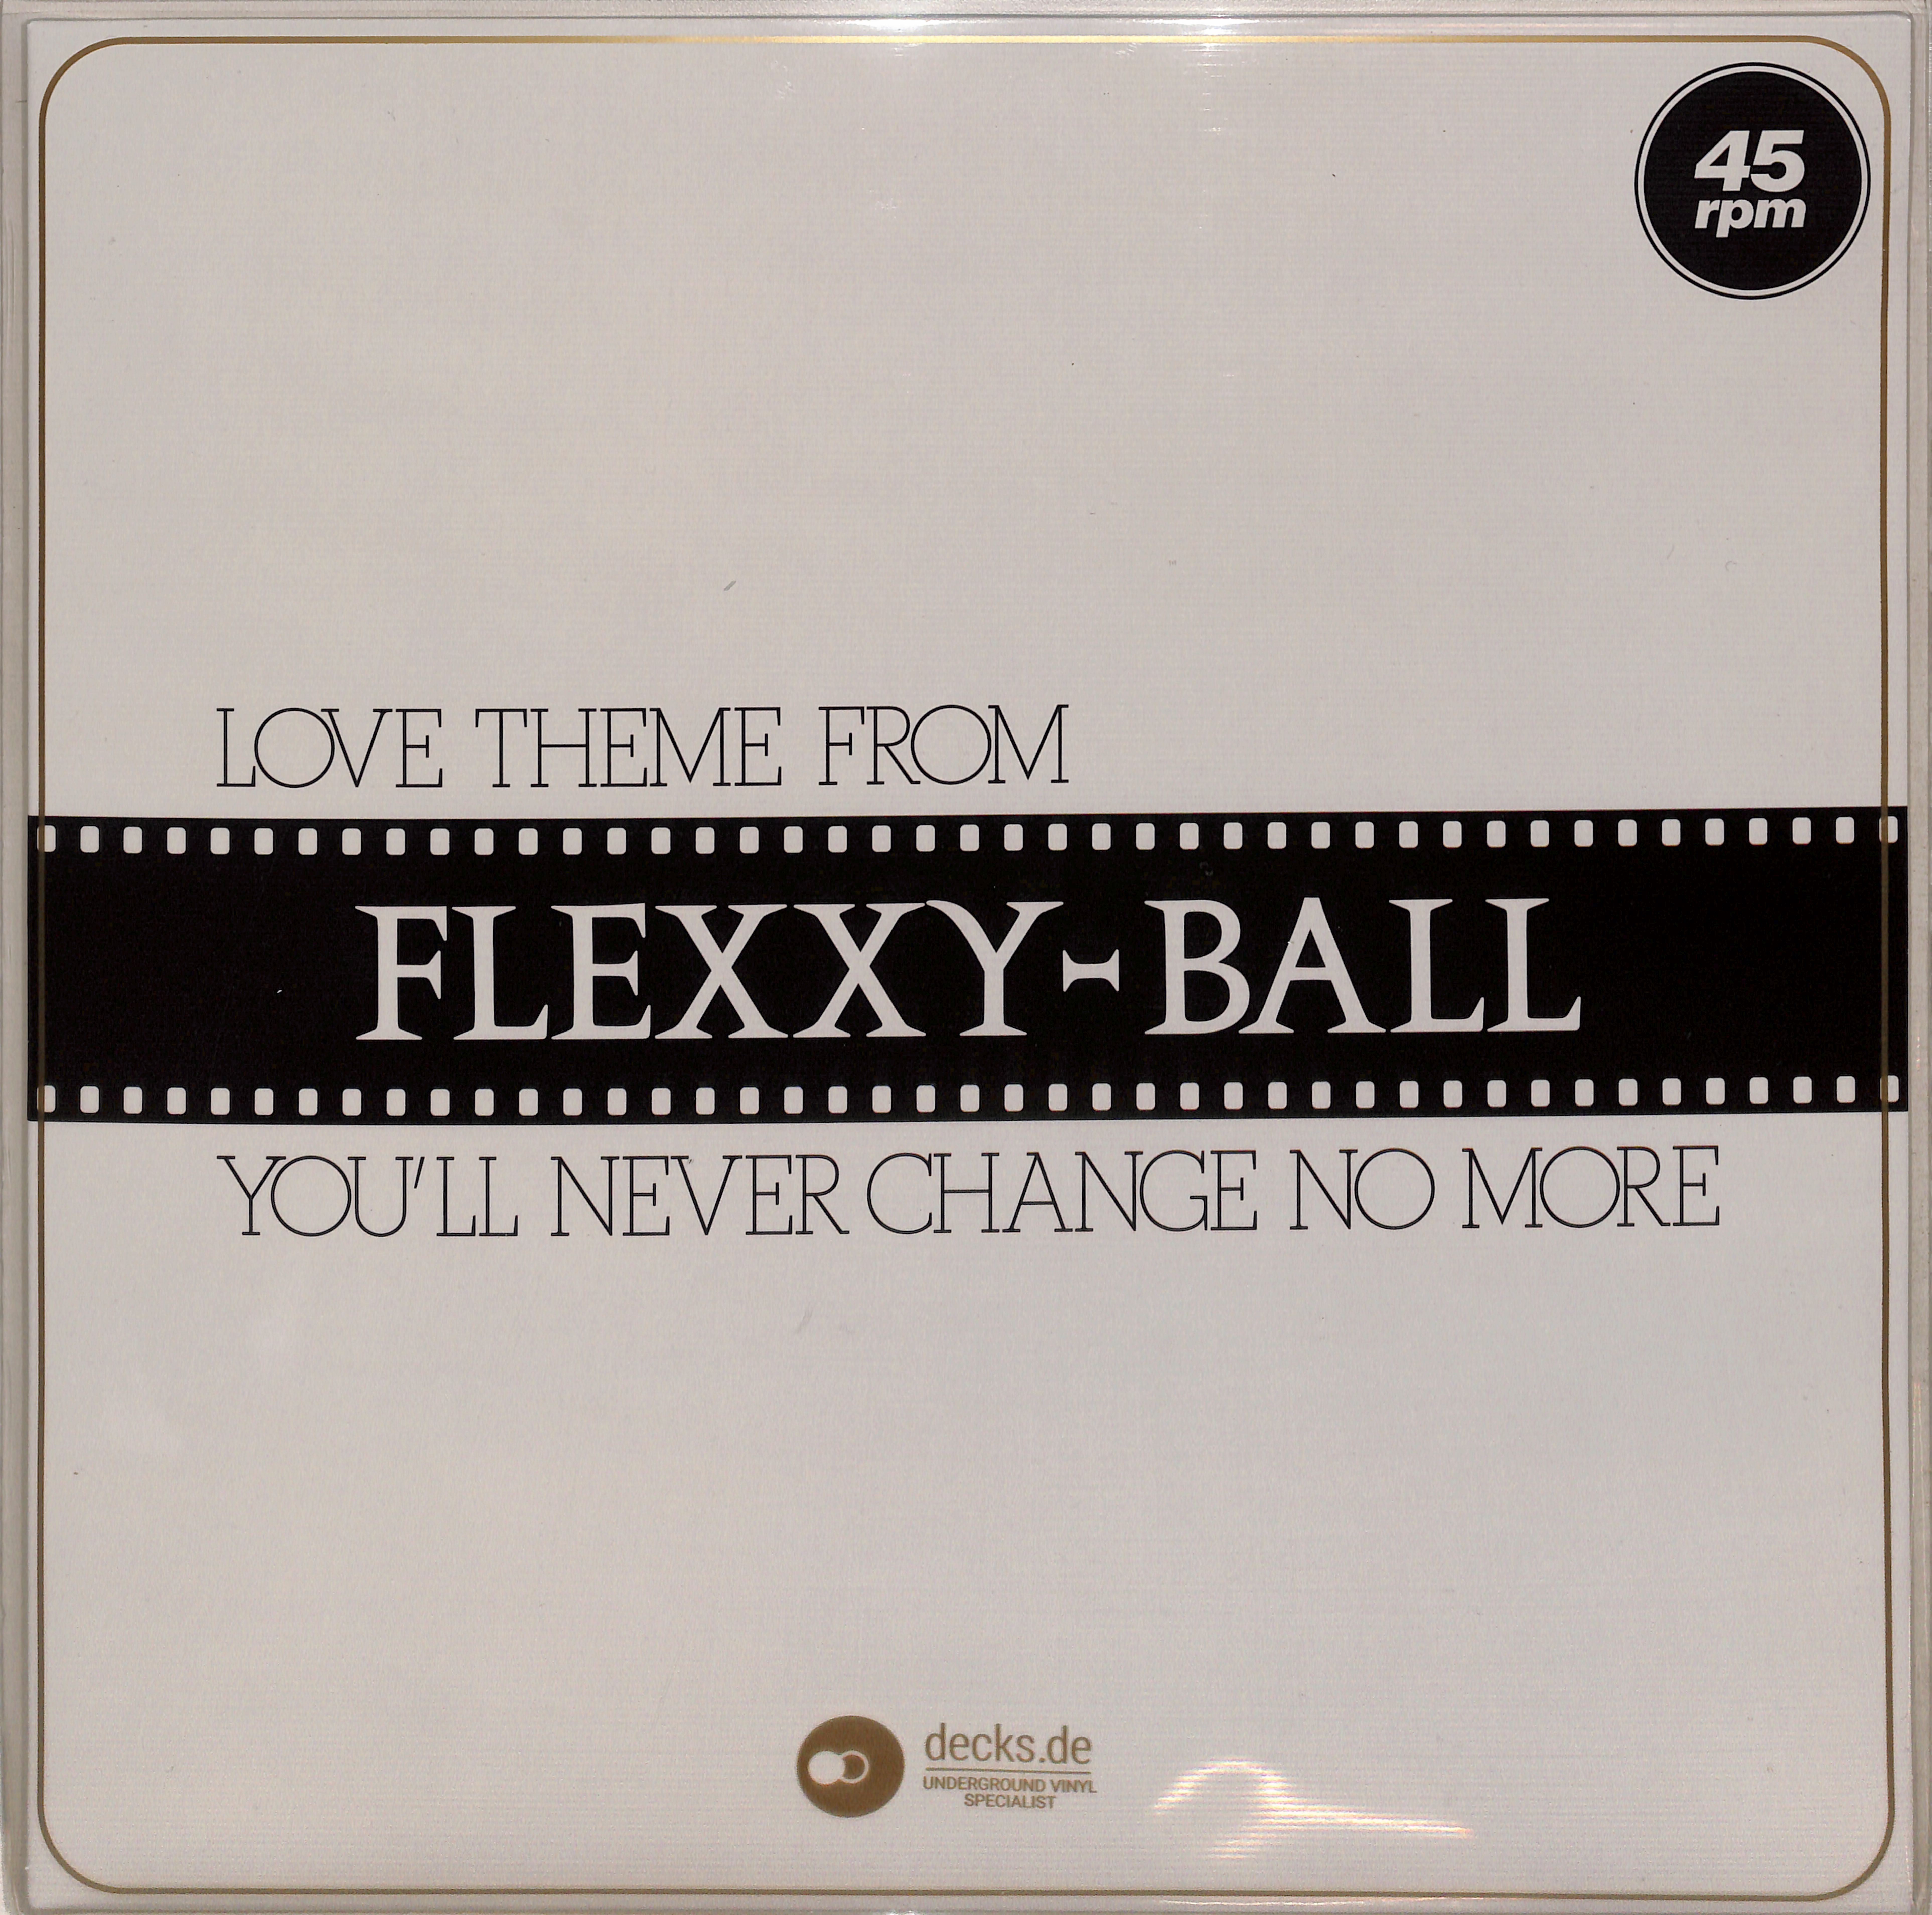 45
rpm
LOVE THEME FROM
FLEXXY-BALL
YOU'LL NEVER CHANGE NO MORE
decks.de
UNDERGROUND VINYL
SPECIALIST